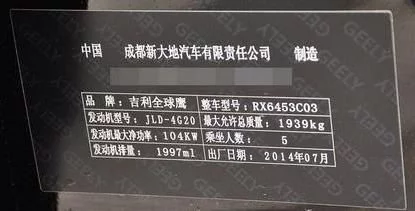 中国 成都新大地汽车有限责任公司 制造
品 牌：吉利全球鹰 整车型号：RX6453C03
发动机型号：JLD-4G20 最大允许总质量：1939kg
发动机最大净功率：104KW 乘坐人数：5
发动机排量：1997ml 出厂日期：2014年07月
GEELY
GEELY
GEELY